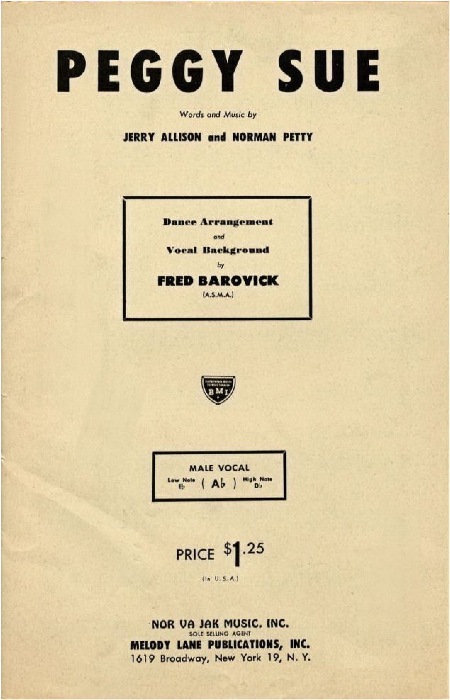 PEGGY SUE
Words and Music by
JERRY ALLISON and NORMAN PETTY
Dance Arrangement
and
Vocal Background
by
FRED BAROVICK
(A.S.M.A.)
BMI
MALE VOCAL
Low Note (A♭) High Note
E♭ D♭
PRICE $1.25
(in U.S.A.)
NOR VA JAK MUSIC, INC.
SOLE SELLING AGENT
MELODY LANE PUBLICATIONS, INC.
1619 Broadway, New York 19, N. Y.